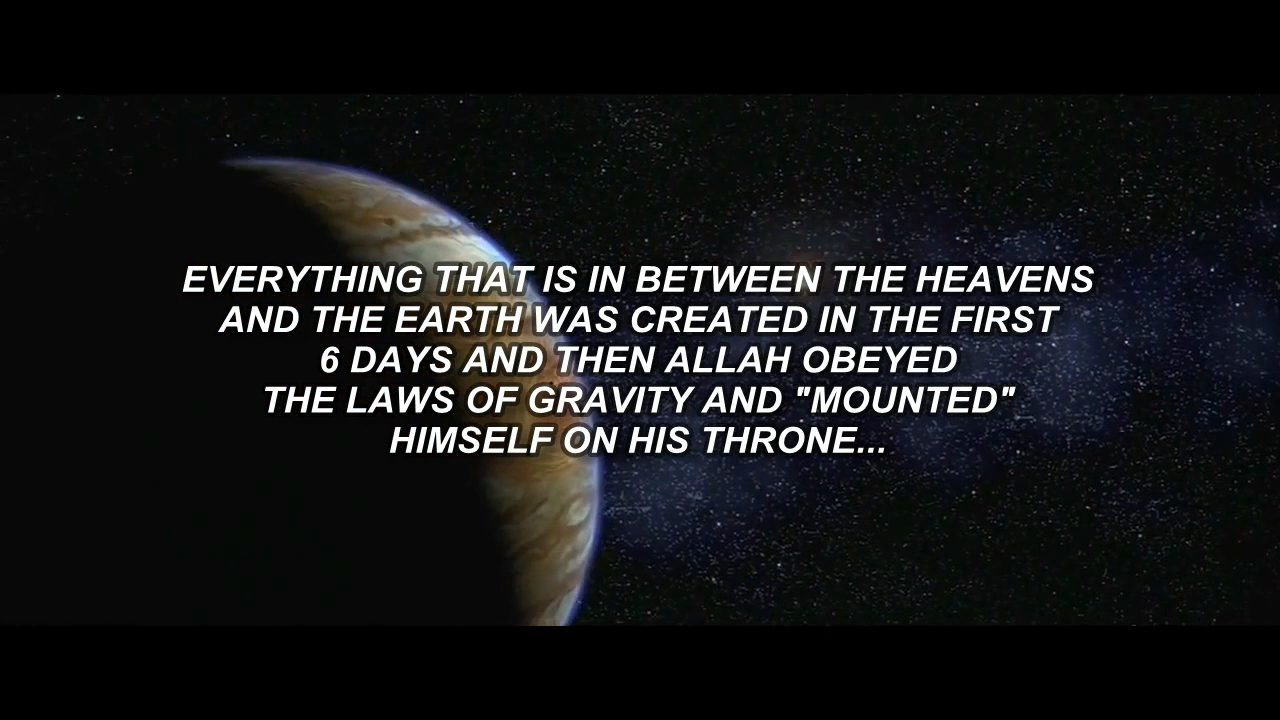 EVERYTHING THAT IS IN BETWEEN THE HEAVENS
AND THE EARTH WAS CREATED IN THE FIRST
6 DAYS AND THEN ALLAH OBEYED
THE LAWS OF GRAVITY AND "MOUNTED"
HIMSELF ON HIS THRONE...